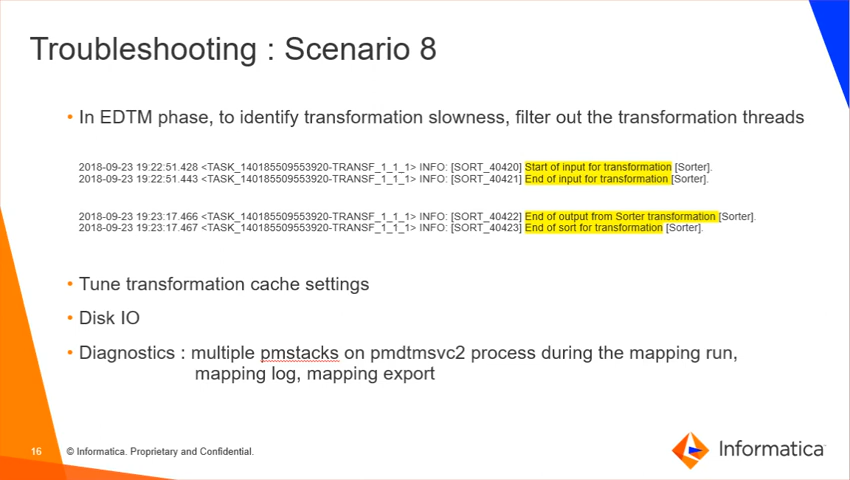 Troubleshooting : Scenario 8
• In EDTM phase, to identify transformation slowness, filter out the transformation threads
2018-09-23 19:22:51.428 <TASK_140185509553920-TRANSF_1_1_1> INFO: [SORT_40420] Start of input for transformation [Sorter].
2018-09-23 19:22:51.443 <TASK_140185509553920-TRANSF_1_1_1> INFO: [SORT_40421] End of input for transformation [Sorter].
2018-09-23 19:23:17.466 <TASK_140185509553920-TRANSF_1_1_1> INFO: [SORT_40422] End of output from Sorter transformation [Sorter].
2018-09-23 19:23:17.467 <TASK_140185509553920-TRANSF_1_1_1> INFO: [SORT_40423] End of sort for transformation [Sorter].
• Tune transformation cache settings
• Disk IO
• Diagnostics : multiple pmstacks on pmdtmsvc2 process during the mapping run,
mapping log, mapping export
16 © Informatica. Proprietary and Confidential.
Informatica